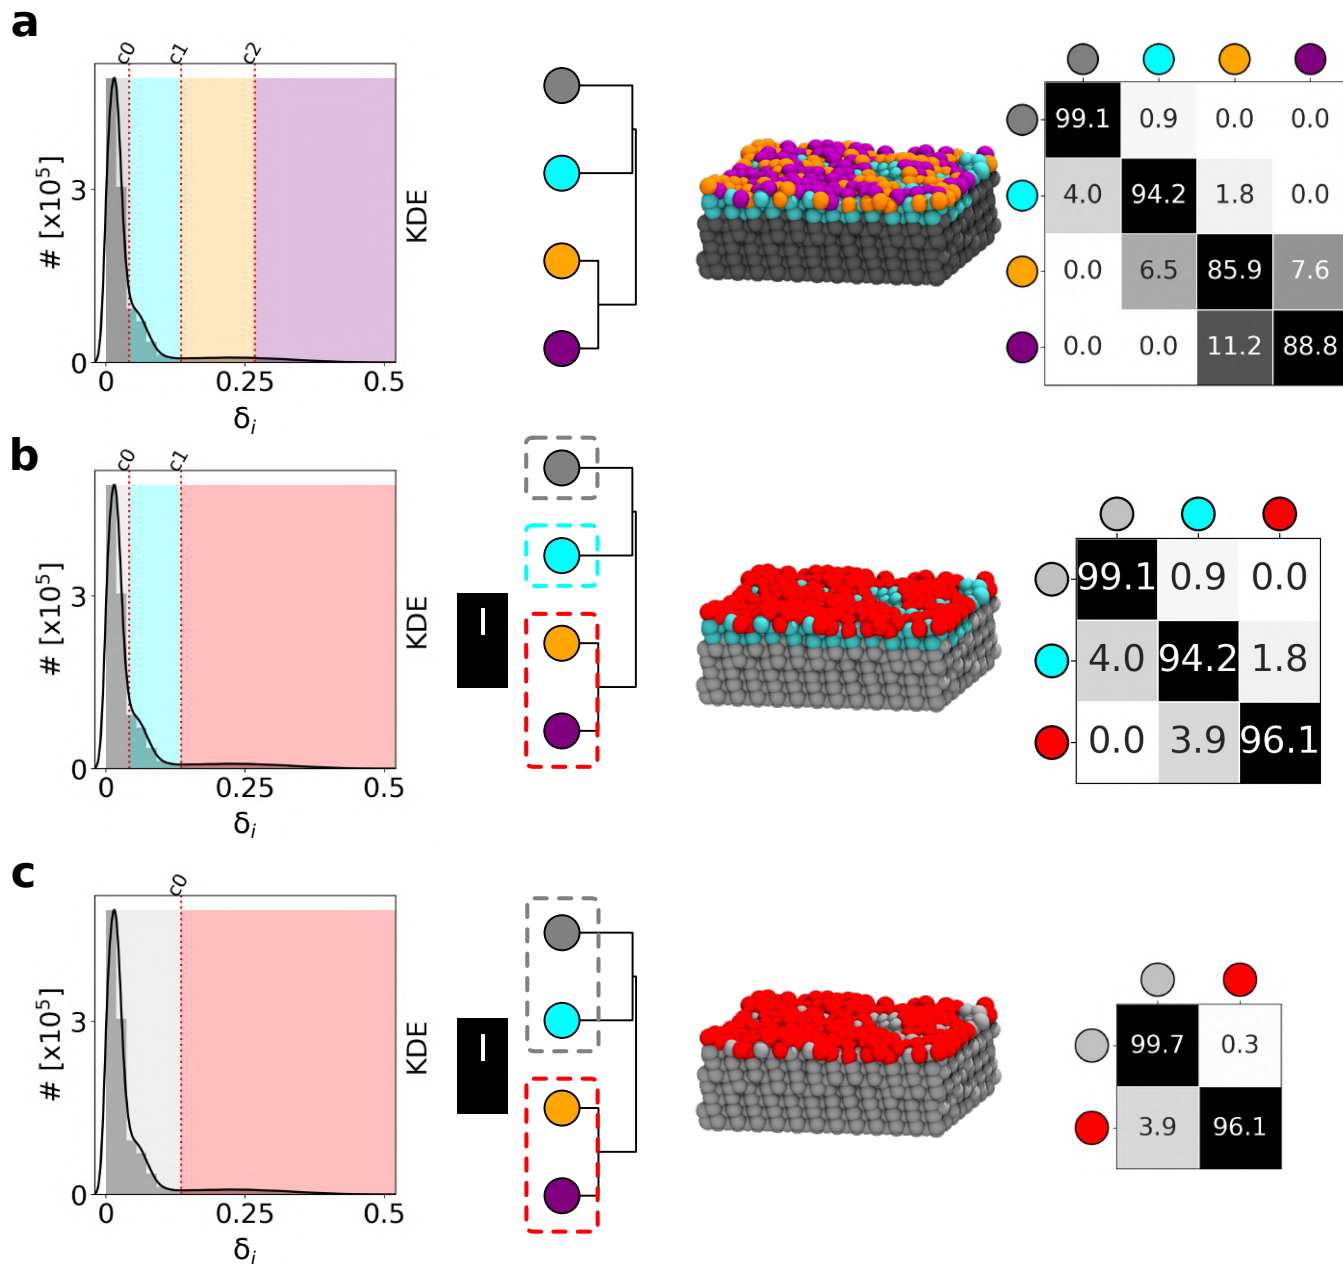 a
c0 c1 c2
# [x10⁵]
3
0
0 0.25 0.5
δᵢ
KDE
99.1 0.9 0.0 0.0
4.0 94.2 1.8 0.0
0.0 6.5 85.9 7.6
0.0 0.0 11.2 88.8
b
c0 c1
# [x10⁵]
3
0
0 0.25 0.5
δᵢ
KDE
99.1 0.9 0.0
4.0 94.2 1.8
0.0 3.9 96.1
c
c0
# [x10⁵]
3
0
0 0.25 0.5
δᵢ
KDE
99.7 0.3
3.9 96.1